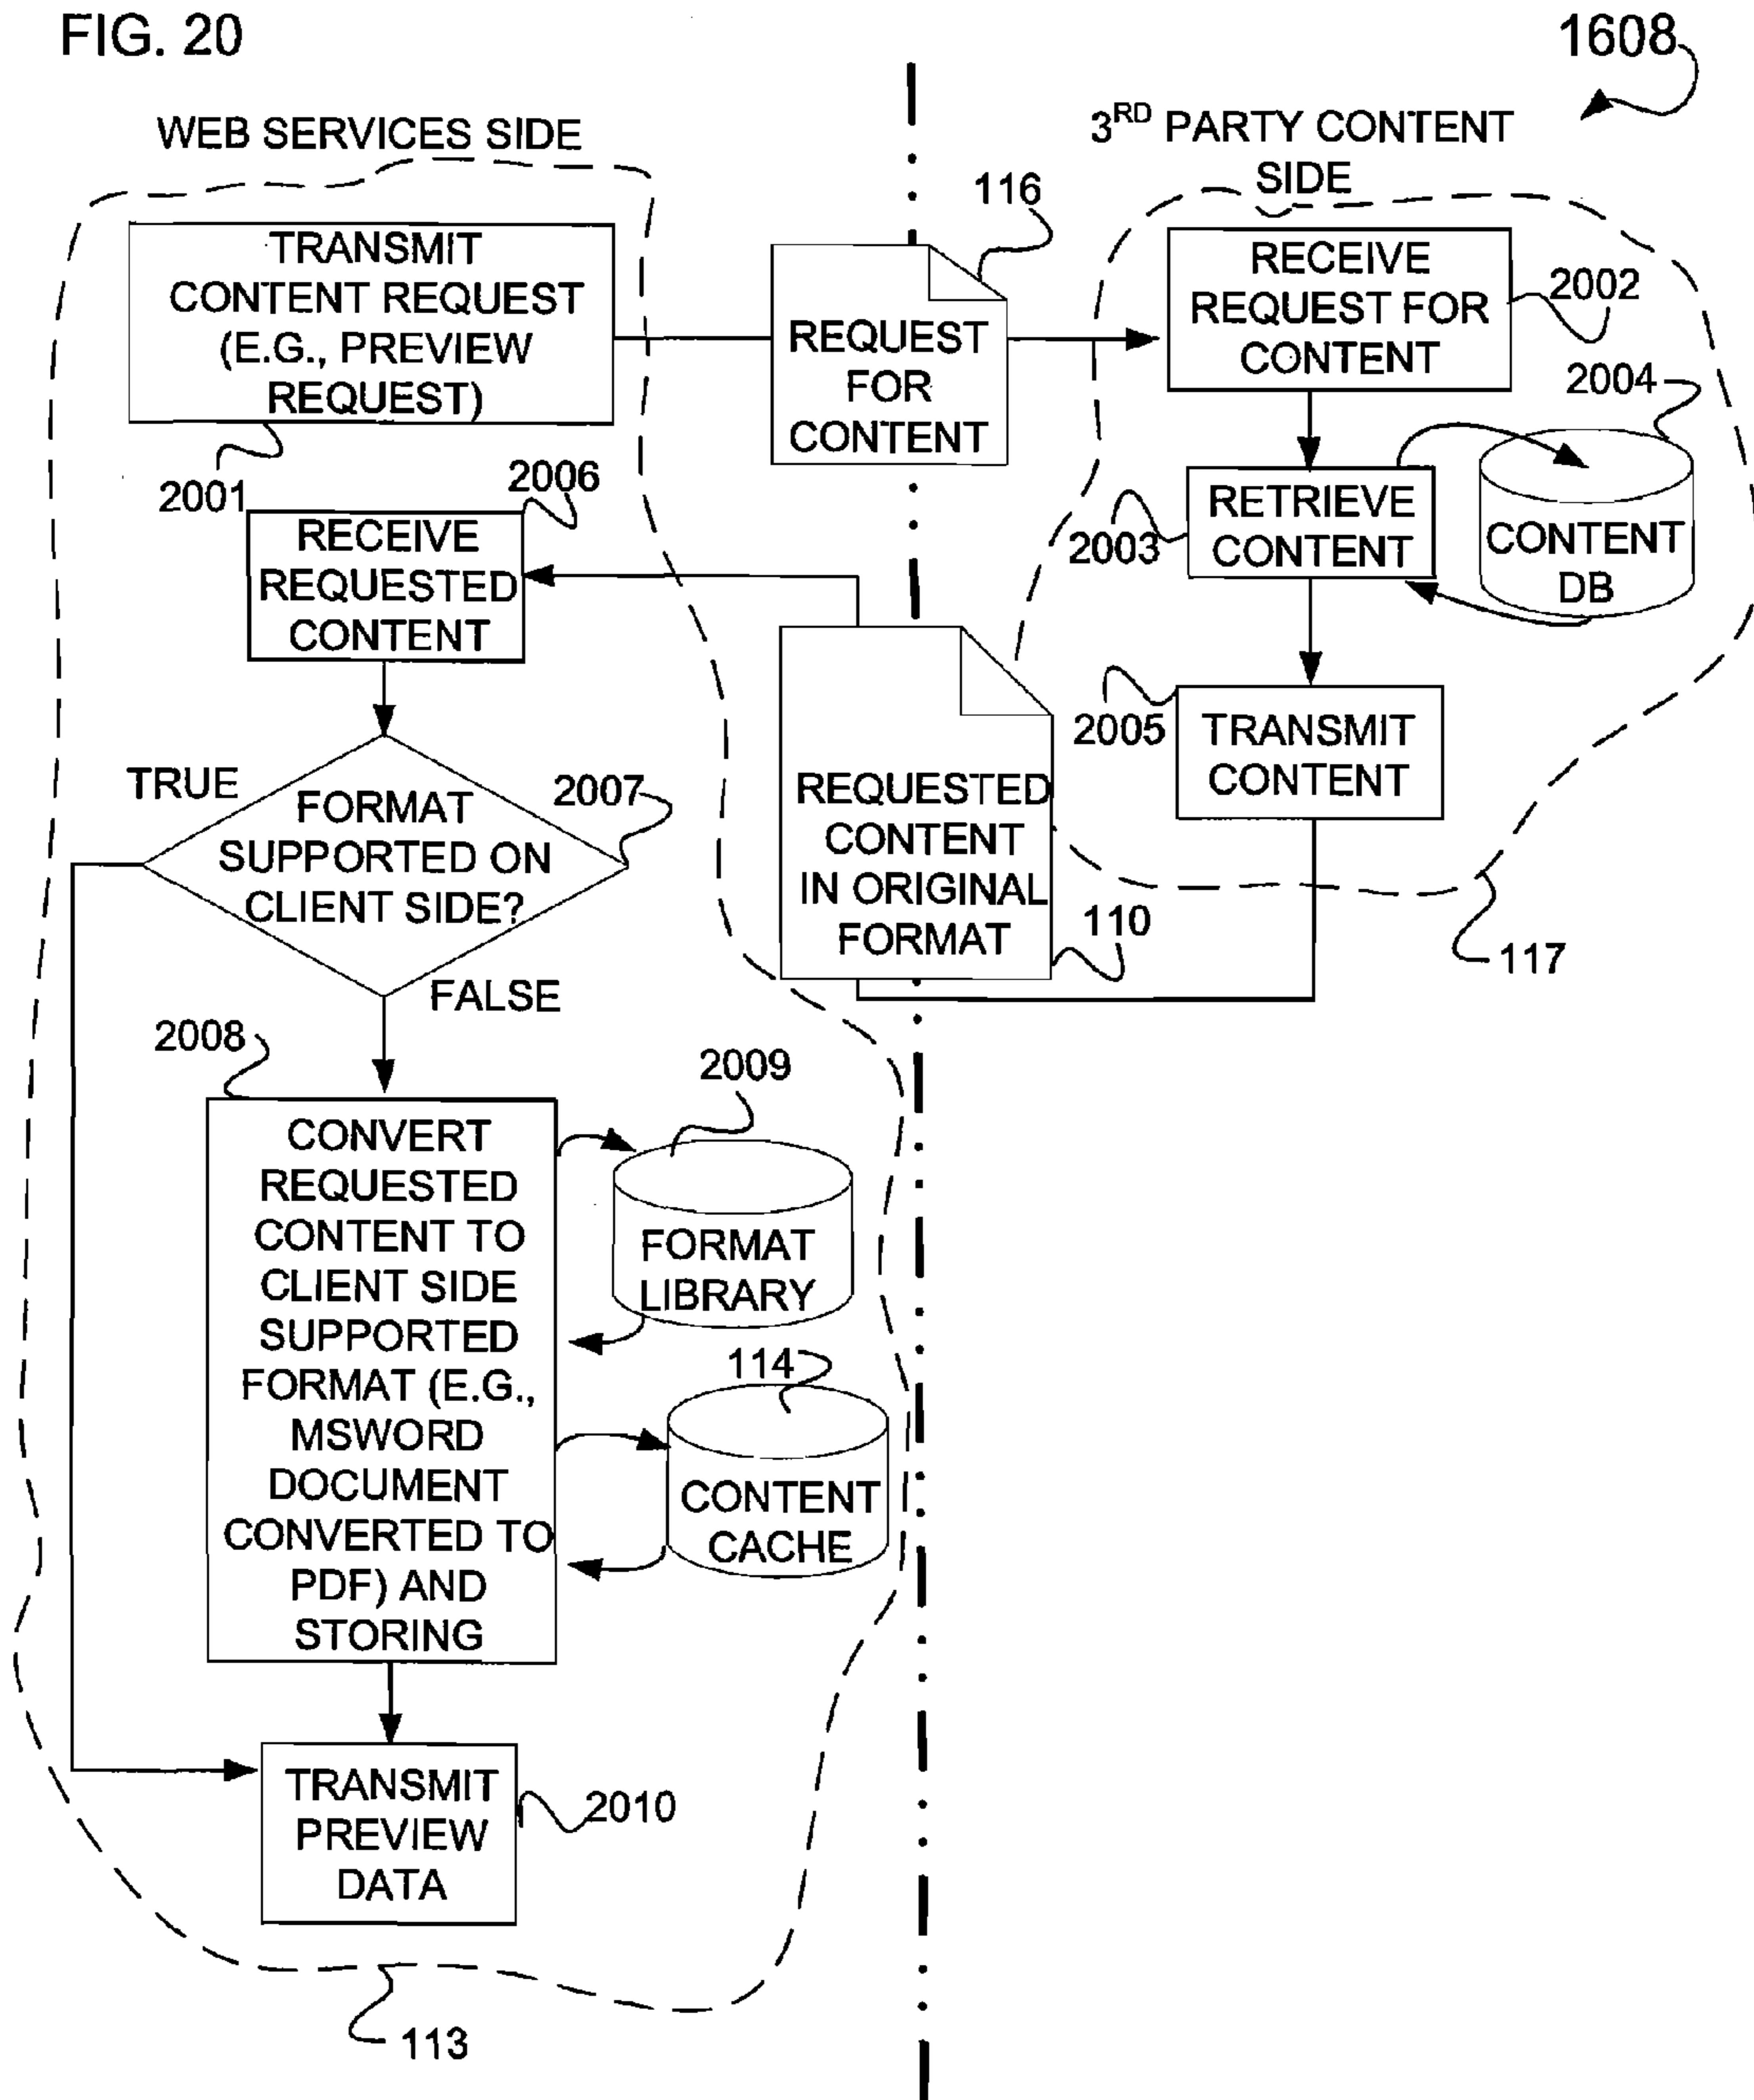 FIG. 20
1608
WEB SERVICES SIDE
3RD PARTY CONTENT
SIDE
116
TRANSMIT
CONTENT REQUEST
(E.G., PREVIEW
REQUEST)
2001
REQUEST
FOR
CONTENT
RECEIVE
REQUEST FOR
CONTENT
2002
2004
RETRIEVE
CONTENT
2003
CONTENT
DB
2006
RECEIVE
REQUESTED
CONTENT
2005
TRANSMIT
CONTENT
REQUESTED
CONTENT
IN ORIGINAL
FORMAT
110
117
TRUE
FORMAT
SUPPORTED ON
CLIENT SIDE?
2007
FALSE
2008
2009
CONVERT
REQUESTED
CONTENT TO
CLIENT SIDE
SUPPORTED
FORMAT (E.G.,
MSWORD
DOCUMENT
CONVERTED TO
PDF) AND
STORING
FORMAT
LIBRARY
114
CONTENT
CACHE
TRANSMIT
PREVIEW
DATA
2010
113